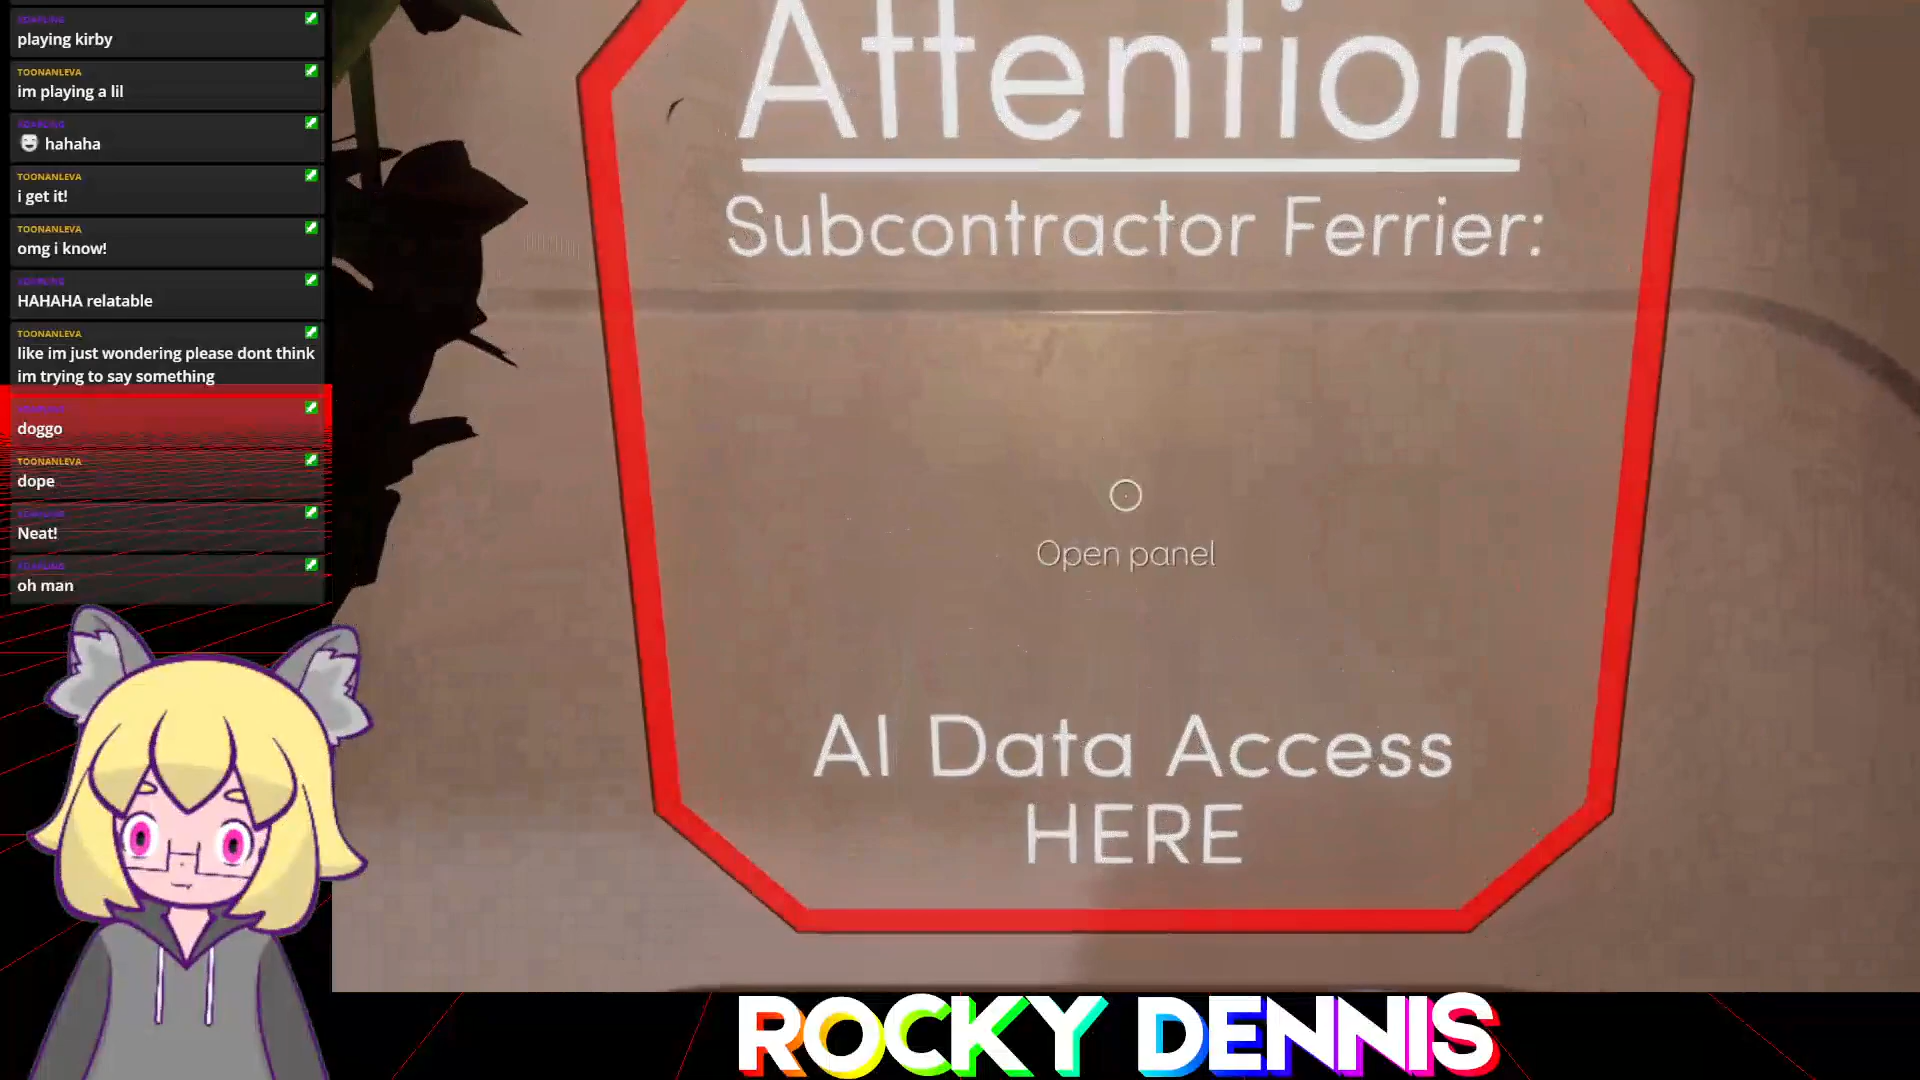 playing kirby
TOONANLEVA
im playing a lil
hahaha
TOONANLEVA
i get it!
TOONANLEVA
omg i know!
HAHAHA relatable
TOONANLEVA
like im just wondering please dont think
im trying to say something
doggo
TOONANLEVA
dope
Neat!
oh man
Attention
Subcontractor Ferrier:
Open panel
AI Data Access
HERE
ROCKY DENNIS